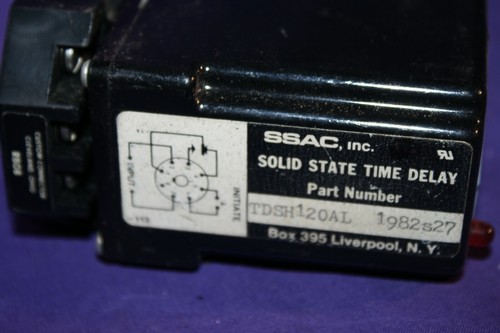 SSAC, INC.
SOLID STATE TIME DELAY
Part Number
TDSH120AL 1982s27
Box 395 Liverpool, N. Y.
INPUT
INITIATE